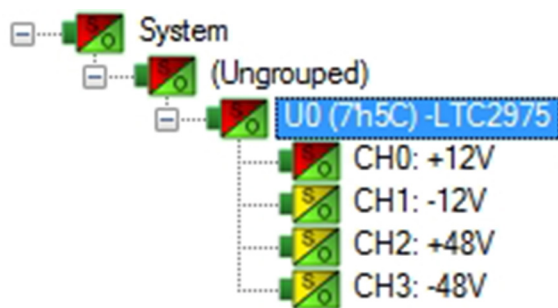 System
(Ungrouped)
U0 (7h5C) -LTC2975
S O CH0: +12V
S O CH1: -12V
S O CH2: +48V
S O CH3: -48V